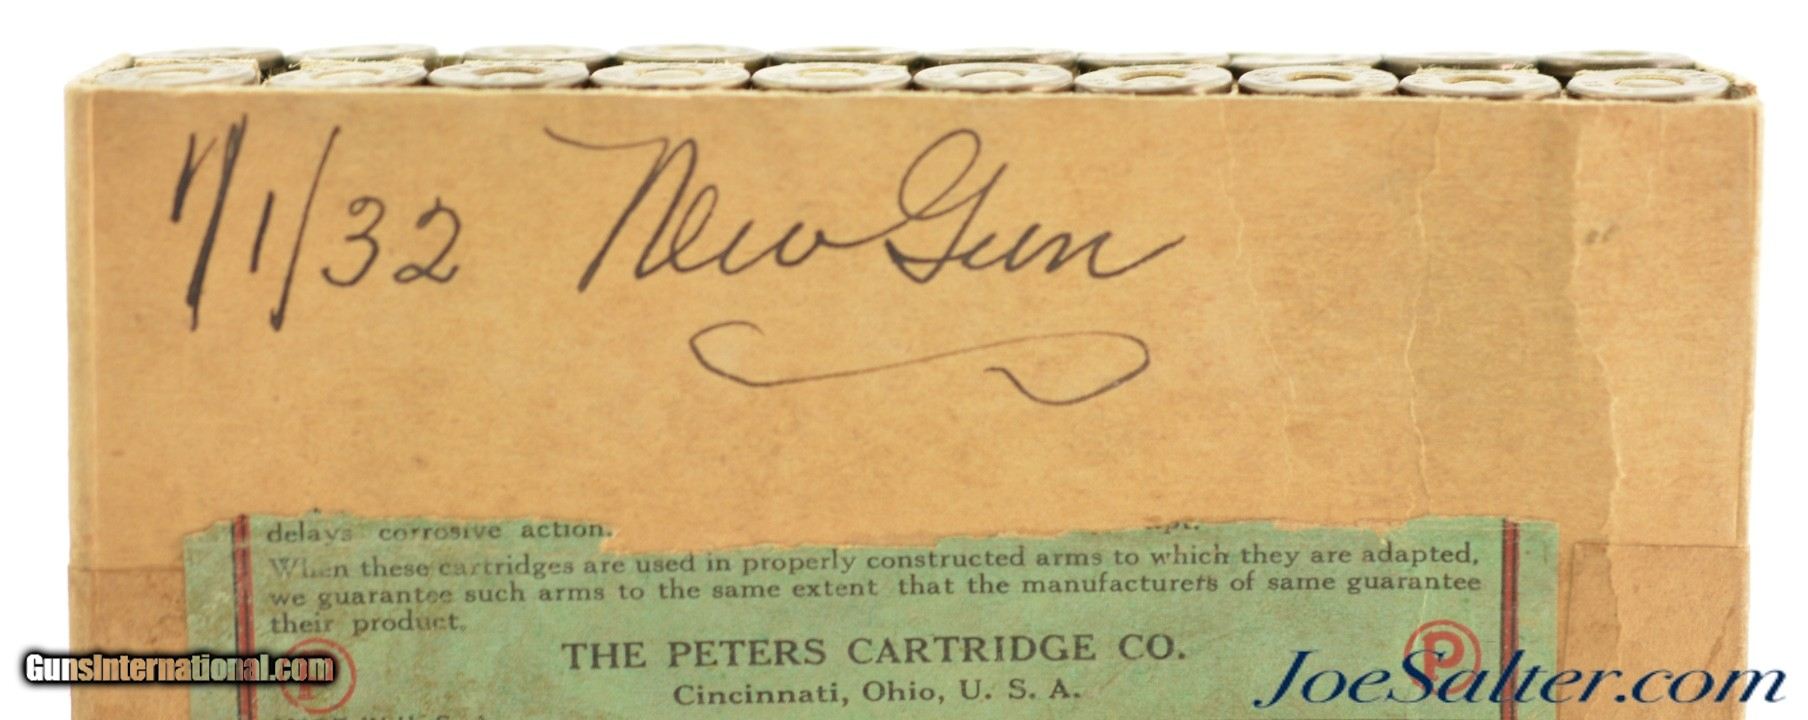 7/1/32 New Gun
delays corrosive action.
When these cartridges are used in properly constructed arms to which they are adapted,
we guarantee such arms to the same extent that the manufacturers of same guarantee
their product.
THE PETERS CARTRIDGE CO.
Cincinnati, Ohio, U. S. A.
P
P
GunsInternational.com
JoeSalter.com